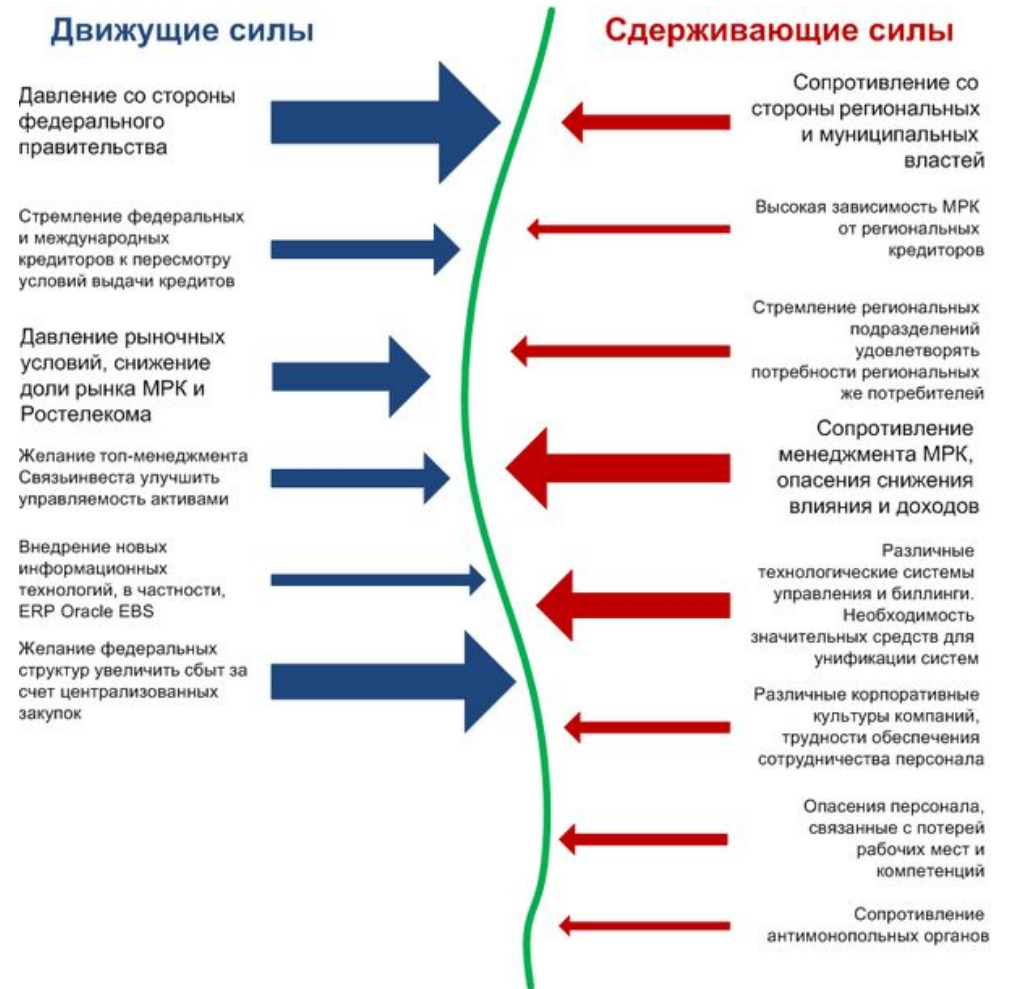 Движущие силы
Давление со стороны
федерального
правительства
Стремление федеральных
и международных
кредиторов к пересмотру
условий выдачи кредитов
Давление рыночных
условий, снижение
доли рынка МРК и
Ростелекома
Желание топ-менеджмента
Связьинвеста улучшить
управляемость активами
Внедрение новых
информационных
технологий, в частности,
ERP Oracle EBS
Желание федеральных
структур увеличить сбыт за
счет централизованных
закупок
Сдерживающие силы
Сопротивление со
стороны региональных
и муниципальных
властей
Высокая зависимость МРК
от региональных
кредиторов
Стремление региональных
подразделений
удовлетворять
потребности региональных
же потребителей
Сопротивление
менеджмента МРК,
опасения снижения
влияния и доходов
Различные
технологические системы
управления и биллинги.
Необходимость
значительных средств для
унификации систем
Различные корпоративные
культуры компаний,
трудности обеспечения
сотрудничества персонала
Опасения персонала,
связанные с потерей
рабочих мест и
компетенций
Сопротивление
антимонопольных органов